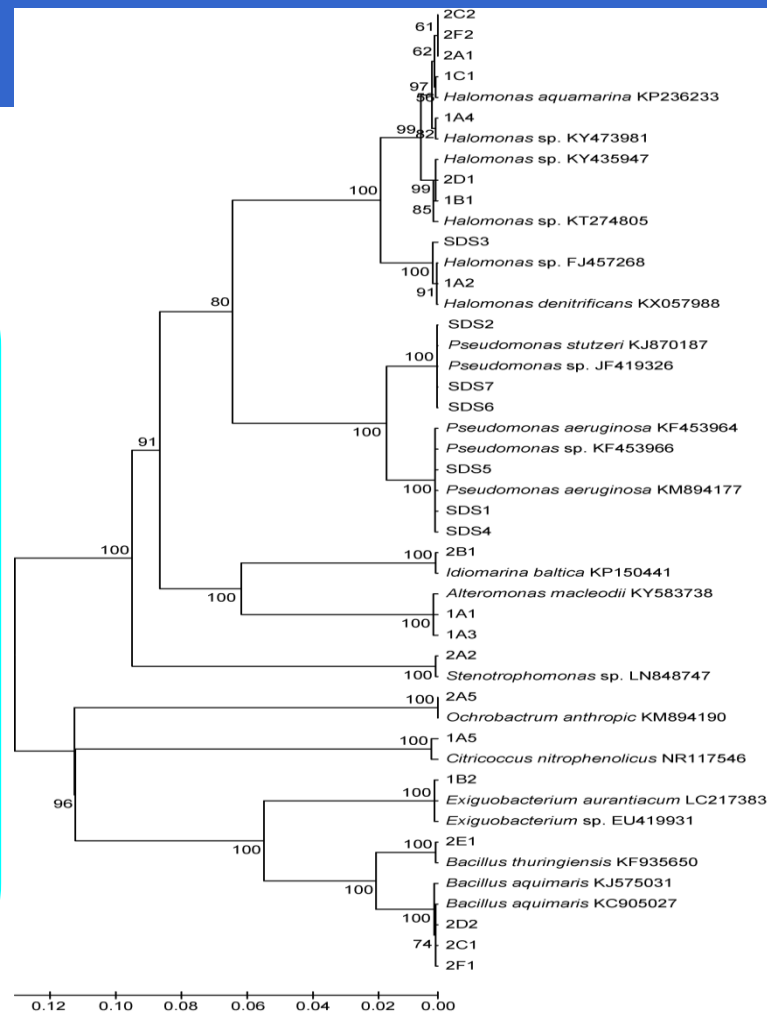 2C2
61
2F2
62
2A1
1C1
97
56
Halomonas aquamarina KP236233
1A4
99
82
Halomonas sp. KY473981
Halomonas sp. KY435947
2D1
99
1B1
100
85
Halomonas sp. KT274805
SDS3
Halomonas sp. FJ457268
100
1A2
91
Halomonas denitrificans KX057988
80
SDS2
Pseudomonas stutzeri KJ870187
100
Pseudomonas sp. JF419326
SDS7
SDS6
Pseudomonas aeruginosa KF453964
100
91
Pseudomonas sp. KF453966
SDS5
Pseudomonas aeruginosa KM894177
100
SDS1
SDS4
100
2B1
100
Idiomarina baltica KP150441
Alteromonas macleodii KY583738
100
1A1
100
1A3
2A2
Stenotrophomonas sp. LN848747
100
2A5
100
Ochrobactrum anthropic KM894190
1A5
100
Citricoccus nitrophenolicus NR117546
1B2
100
Exiguobacterium aurantiacum LC217383
96
Exiguobacterium sp. EU419931
2E1
100
100
Bacillus thuringiensis KF935650
Bacillus aquimaris KJ575031
100
Bacillus aquimaris KC905027
100
2D2
74
2C1
2F1
0.12 0.10 0.08 0.06 0.04 0.02 0.00